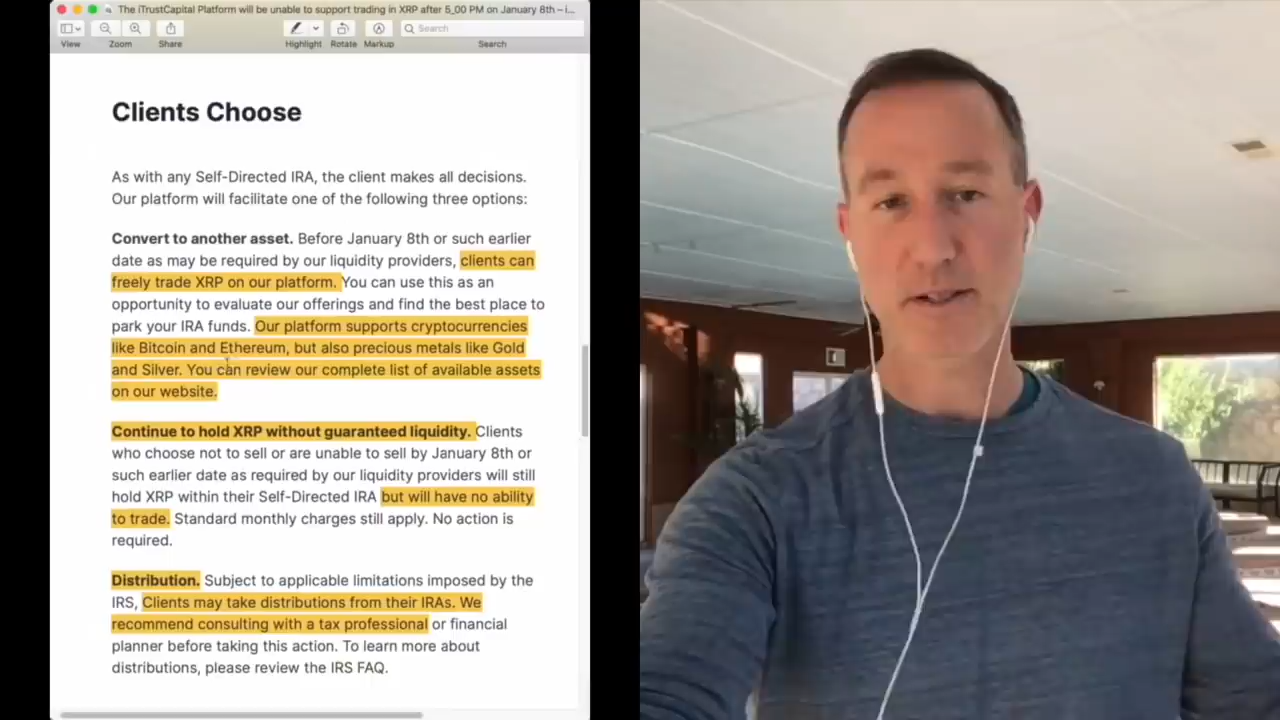 The iTrustCapital Platform will be unable to support trading in XRP after 5_00 PM on January 8th – i...
View
Zoom
Share
Highlight
Rotate
Markup
Search
Search
Clients Choose
As with any Self-Directed IRA, the client makes all decisions.
Our platform will facilitate one of the following three options:
Convert to another asset. Before January 8th or such earlier
date as may be required by our liquidity providers, clients can
freely trade XRP on our platform. You can use this as an
opportunity to evaluate our offerings and find the best place to
park your IRA funds. Our platform supports cryptocurrencies
like Bitcoin and Ethereum, but also precious metals like Gold
and Silver. You can review our complete list of available assets
on our website.
Continue to hold XRP without guaranteed liquidity. Clients
who choose not to sell or are unable to sell by January 8th or
such earlier date as required by our liquidity providers will still
hold XRP within their Self-Directed IRA but will have no ability
to trade. Standard monthly charges still apply. No action is
required.
Distribution. Subject to applicable limitations imposed by the
IRS, Clients may take distributions from their IRAs. We
recommend consulting with a tax professional or financial
planner before taking this action. To learn more about
distributions, please review the IRS FAQ.